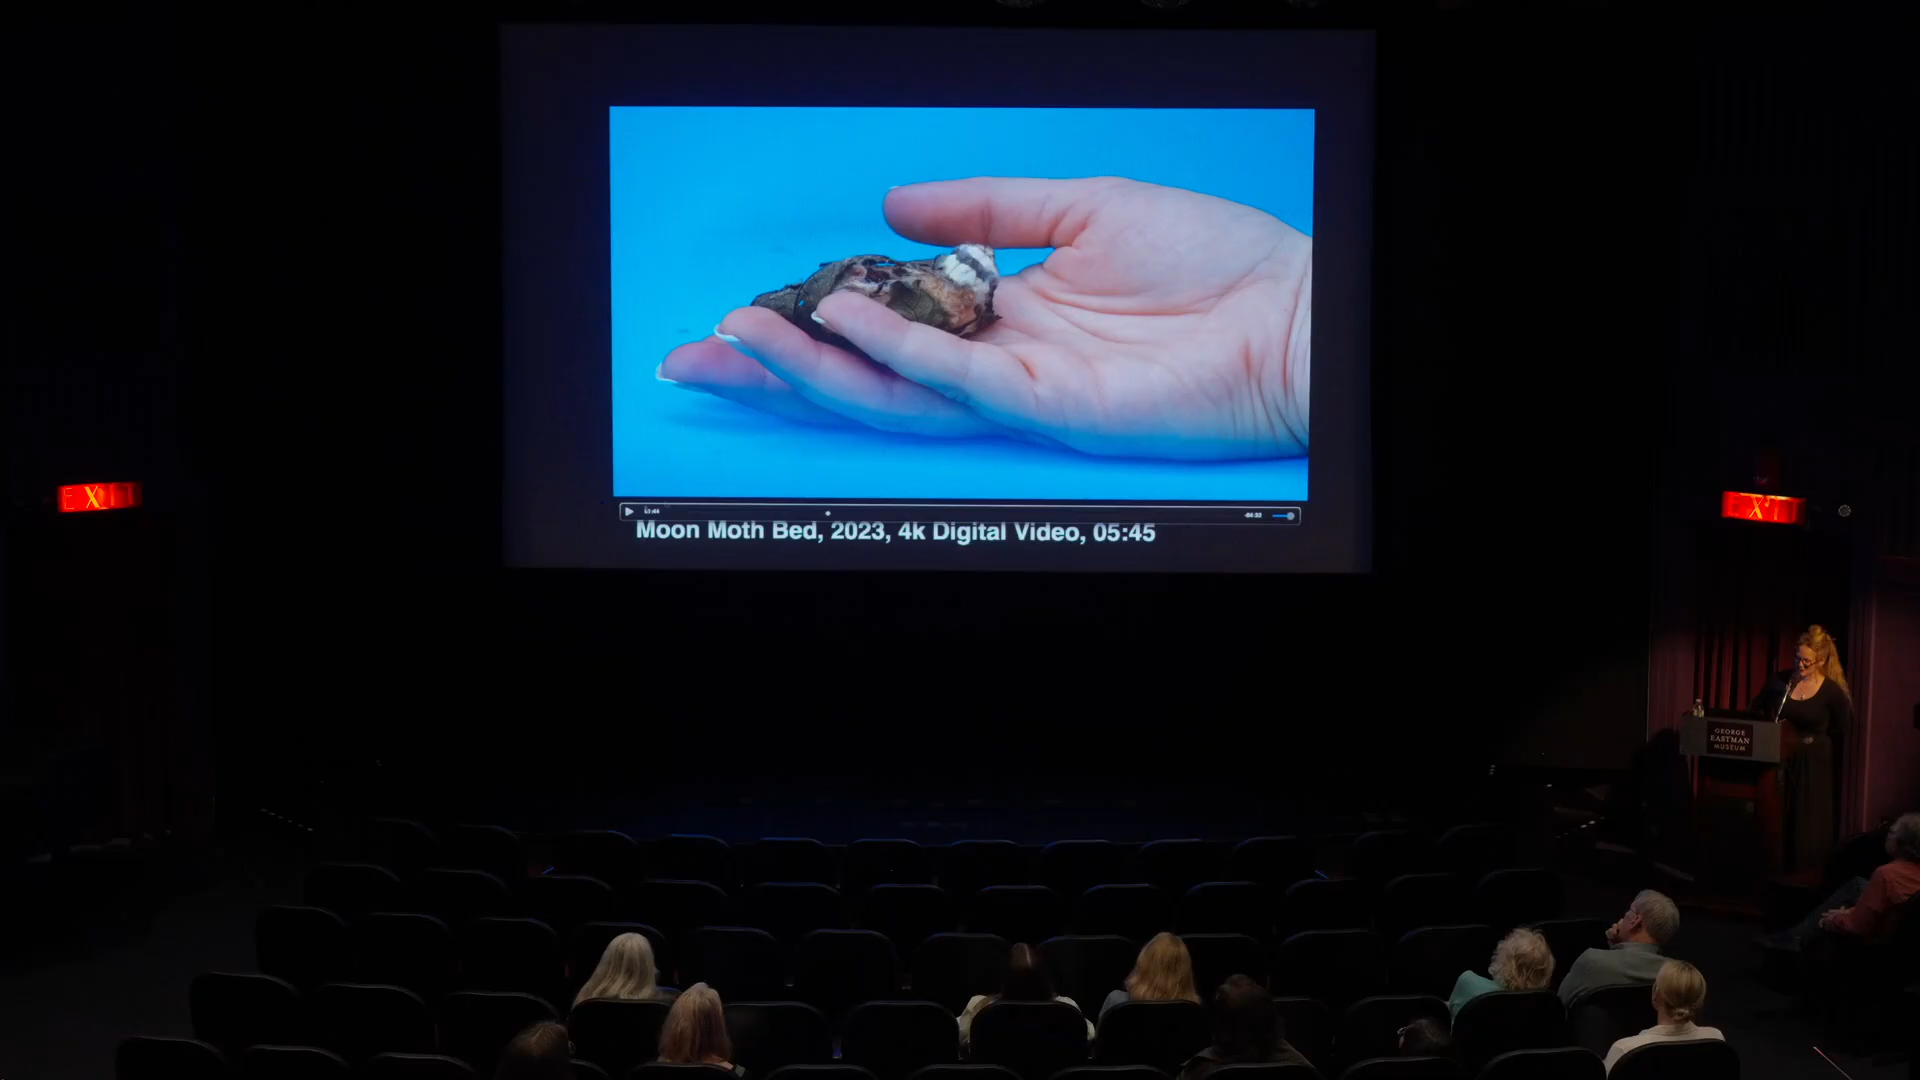 Moon Moth Bed, 2023, 4k Digital Video, 05:45
EXIT
EXIT
GEORGE
EASTMAN
MUSEUM